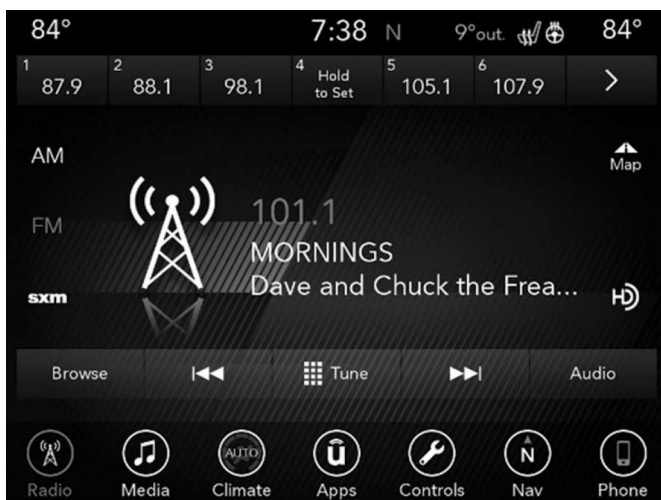 84° 7:38 N 9°out. 84°
1 87.9 2 88.1 3 98.1 4 Hold to Set 5 105.1 6 107.9 >
AM
Map
101.1
FM
MORNINGS
Dave and Chuck the Frea...
sxm
HD
Browse Tune Audio
AUTO û N
Radio Media Climate Apps Controls Nav Phone